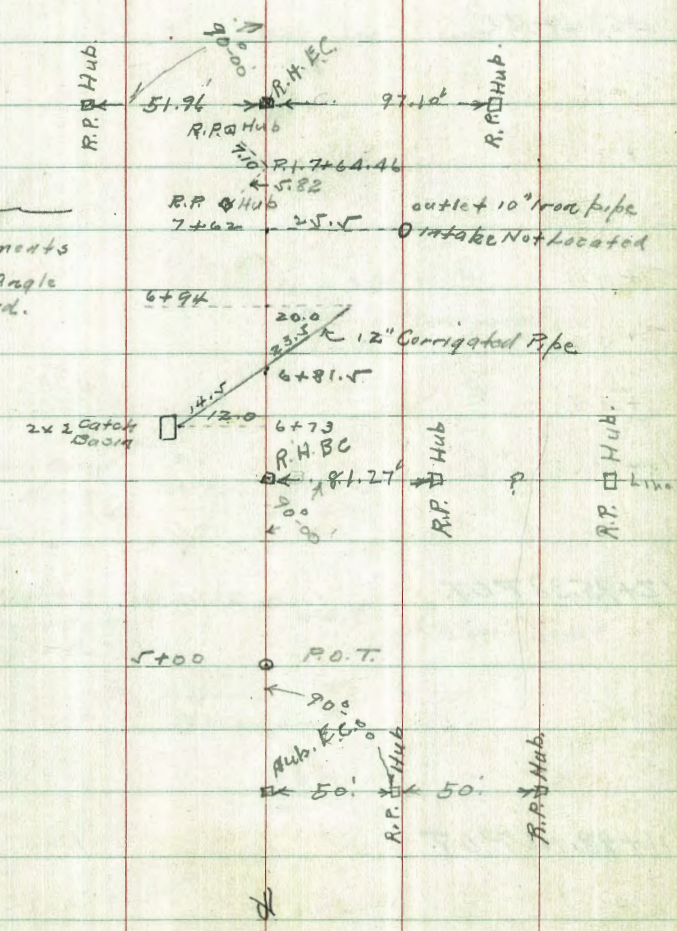 90°-00'
R.P. Hub.
51.96'
R.H. E.C.
97.10'
R.P. Hub.
R.P. Hub
7.10
P.I. 7+64.46
5.82
R.P. Hub
7+62
25.5
outlet 10" Iron pipe
Intake Not Located
ments
Angle
d.
6+94
20.0
23.5
12" Corrigated Pipe
6+81.5
14.5
12.0
2x2 Catch
Basin
6+73
R.H. BC
81.27'
R.P. Hub
?
R.P. Hub.
Line
90°
5+00
P.O.T.
90°
Hub. E.C.
50'
R.P. Hub
50'
R.P. Hub.